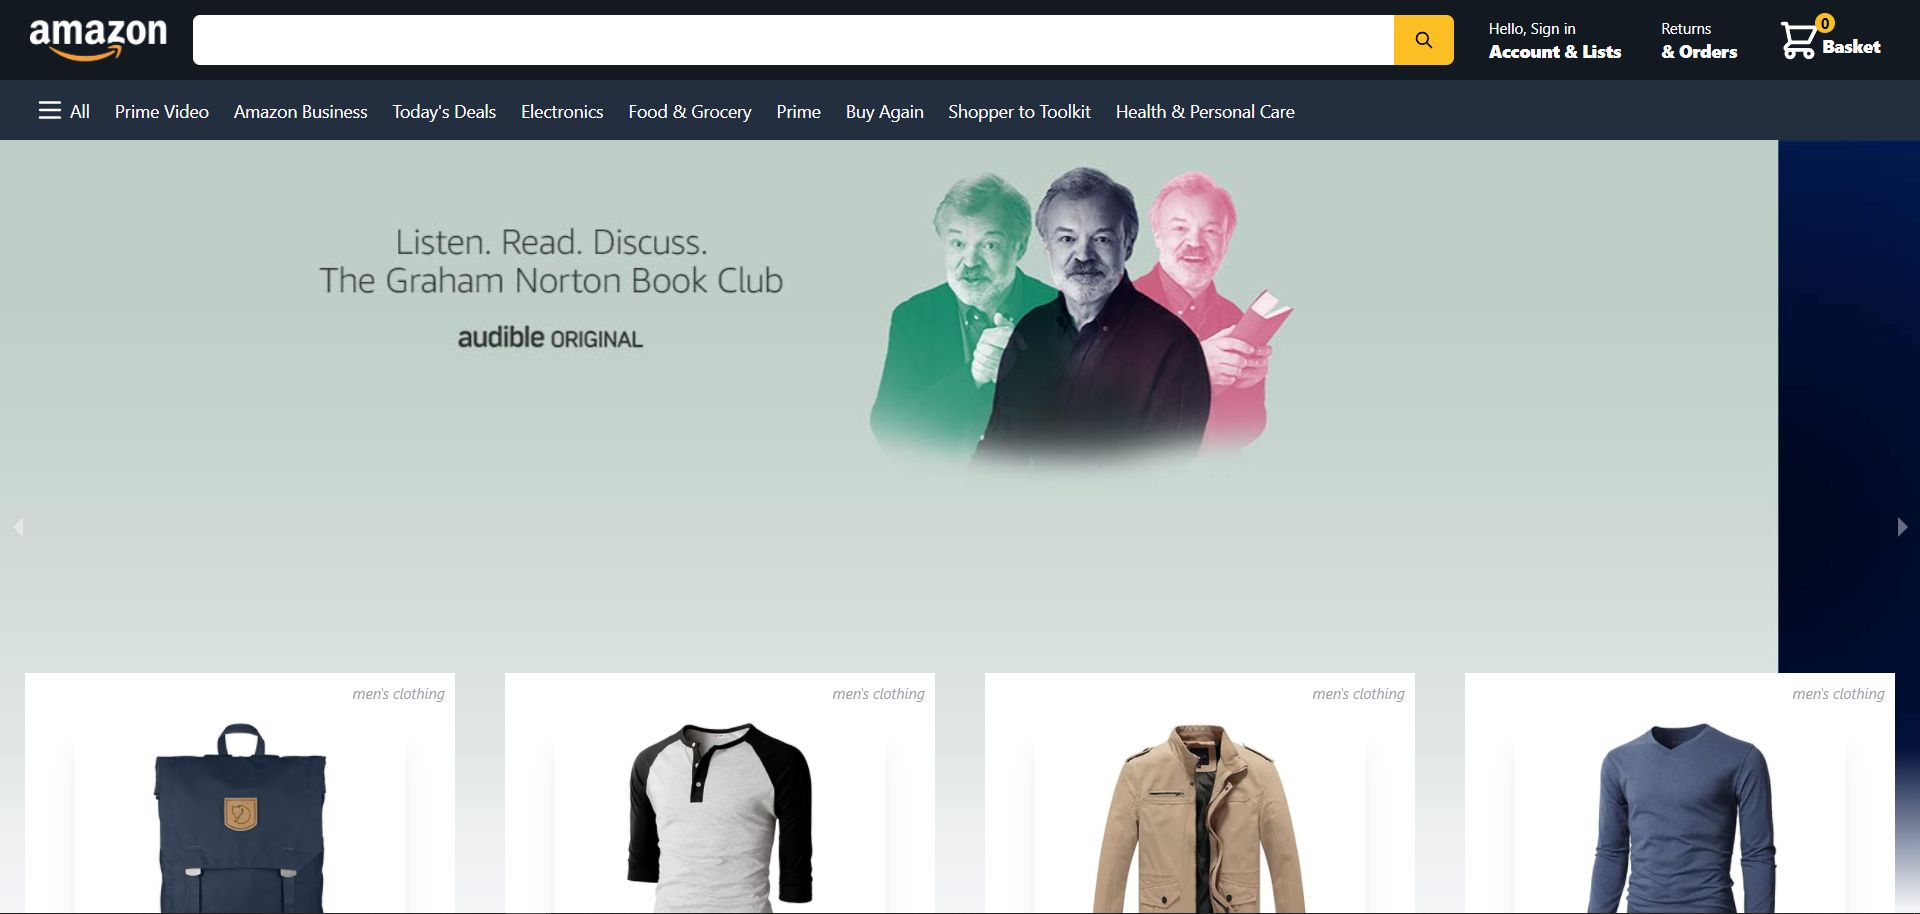 amazon
Hello, Sign in
Account & Lists
Returns
& Orders
0
Basket
All
Prime Video
Amazon Business
Today's Deals
Electronics
Food & Grocery
Prime
Buy Again
Shopper to Toolkit
Health & Personal Care
Listen. Read. Discuss.
The Graham Norton Book Club
audible ORIGINAL
men's clothing
men's clothing
men's clothing
men's clothing